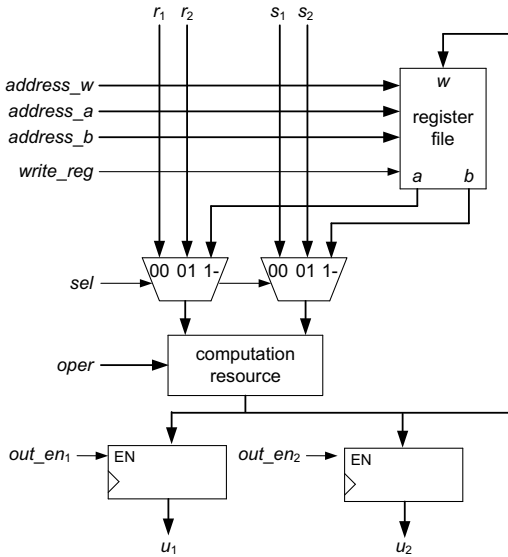 r1 r2 s1 s2
address_w
w
address_a
register
file
address_b
write_reg
a b
00 01 1- 00 01 1-
sel
computation
resource
oper
out_en1 EN out_en2 EN
u1 u2